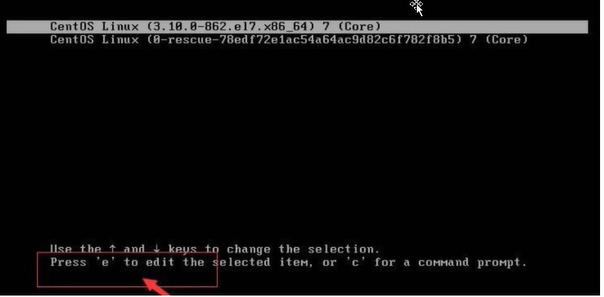 CentOS Linux (3.10.0-862.el7.x86_64) 7 (Core)
CentOS Linux (0-rescue-78edf72e1ac54a64ac9d82c6f782f8b5) 7 (Core)
Use the ↑ and ↓ keys to change the selection.
Press 'e' to edit the selected item, or 'c' for a command prompt.